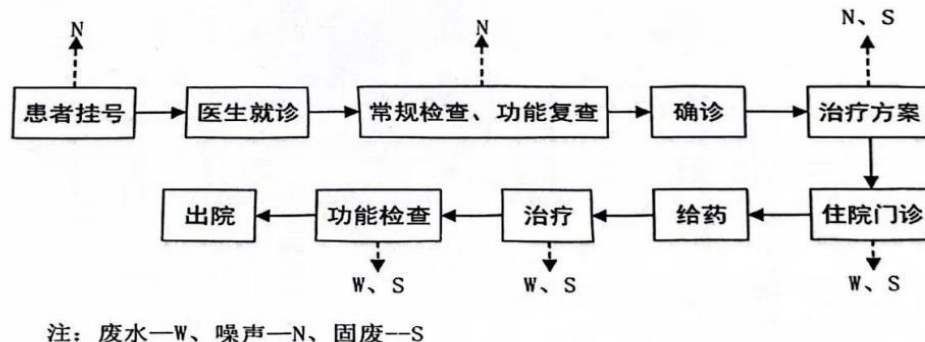 N N N、S
患者挂号 医生就诊 常规检查、功能复查 确诊 治疗方案
出院 功能检查 治疗 给药 住院门诊
W、S W、S W、S
注：废水—W、噪声—N、固废--S